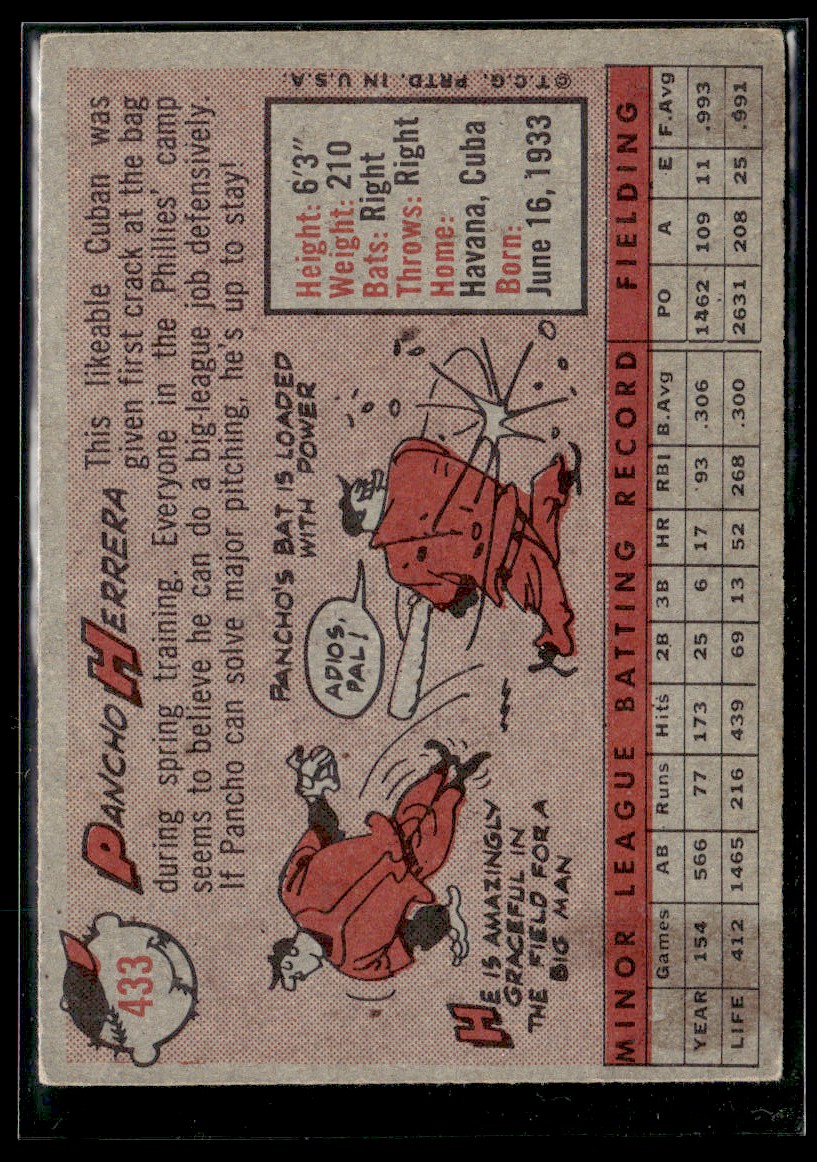 433
PANCHO HERRERA This likeable Cuban was
given first crack at the bag
during spring training. Everyone in the Phillies' camp
seems to believe he can do a big-league job defensively.
If Pancho can solve major pitching, he's up to stay!
HE IS AMAZINGLY
GRACEFUL IN
THE FIELD FOR A
BIG MAN
PANCHO'S BAT IS LOADED
WITH POWER
ADIOS,
PAL!
Height: 6'3"
Weight: 210
Bats: Right
Throws: Right
Home:
Havana, Cuba
Born:
June 16, 1933
© T.C.G. PRTD. IN U.S.A.
MINOR LEAGUE BATTING RECORD FIELDING
Games AB Runs Hits 2B 3B HR RBI B.Avg PO A E F.Avg
YEAR 154 566 77 173 25 6 17 93 .306 1462 109 11 .993
LIFE 412 1465 216 439 69 13 52 268 .300 2631 208 25 .991